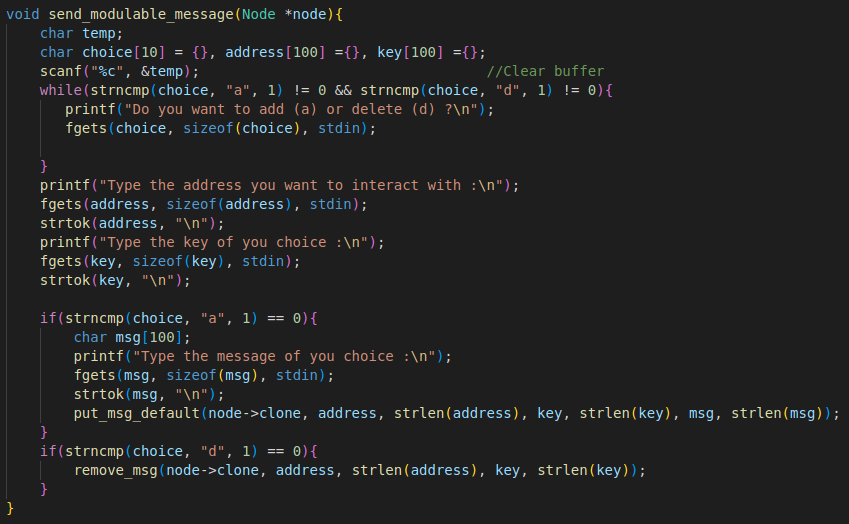 void send_modulable_message(Node *node){
    char temp;
    char choice[10] = {}, address[100] ={}, key[100] ={};
    scanf("%c", &temp);                                  //Clear buffer
    while(strncmp(choice, "a", 1) != 0 && strncmp(choice, "d", 1) != 0){
       printf("Do you want to add (a) or delete (d) ?\n");
       fgets(choice, sizeof(choice), stdin);

    }
    printf("Type the address you want to interact with :\n");
    fgets(address, sizeof(address), stdin);
    strtok(address, "\n");
    printf("Type the key of you choice :\n");
    fgets(key, sizeof(key), stdin);
    strtok(key, "\n");

    if(strncmp(choice, "a", 1) == 0){
        char msg[100];
        printf("Type the message of you choice :\n");
        fgets(msg, sizeof(msg), stdin);
        strtok(msg, "\n");
        put_msg_default(node->clone, address, strlen(address), key, strlen(key), msg, strlen(msg));
    }
    if(strncmp(choice, "d", 1) == 0){
        remove_msg(node->clone, address, strlen(address), key, strlen(key));
    }
}